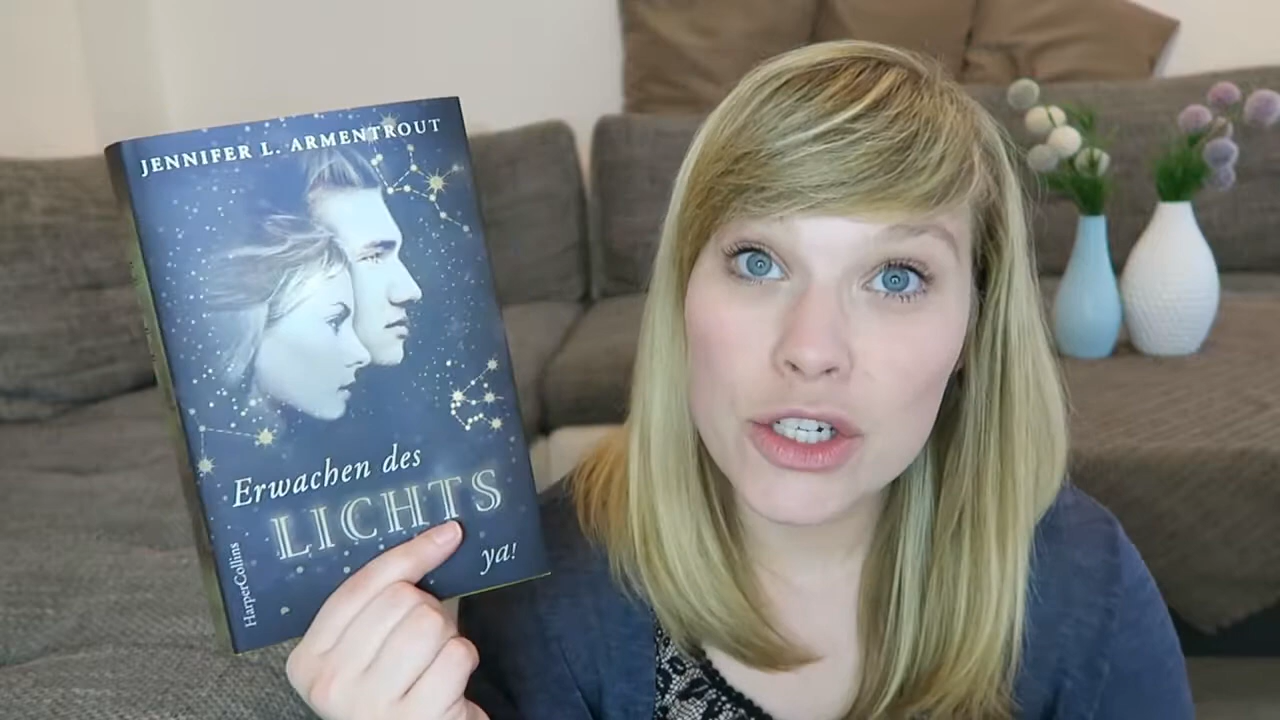 JENNIFER L. ARMENTROUT
Erwachen des
LICHTS
ya!
HarperCollins